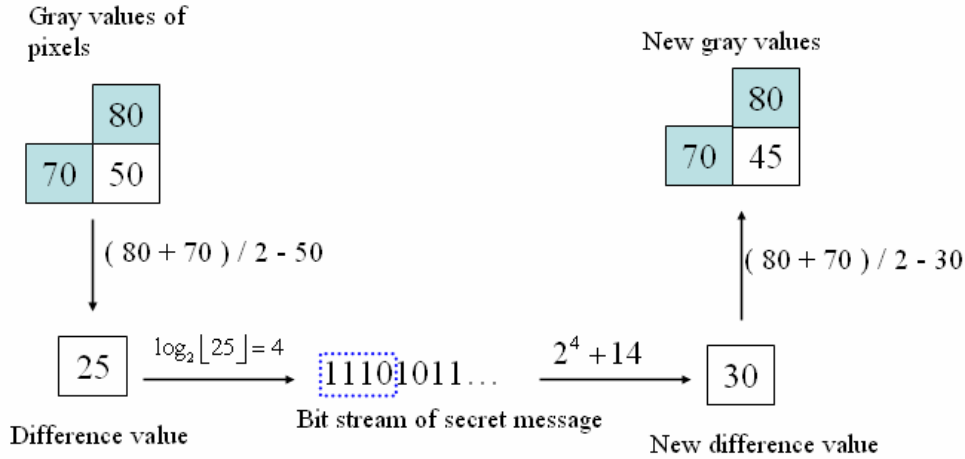 Gray values of
pixels
New gray values
80
70 50
80
70 45
( 80 + 70 ) / 2 - 50
( 80 + 70 ) / 2 - 30
25
log₂⌊25⌋=4
11101011...
2⁴ +14
30
Difference value
Bit stream of secret message
New difference value